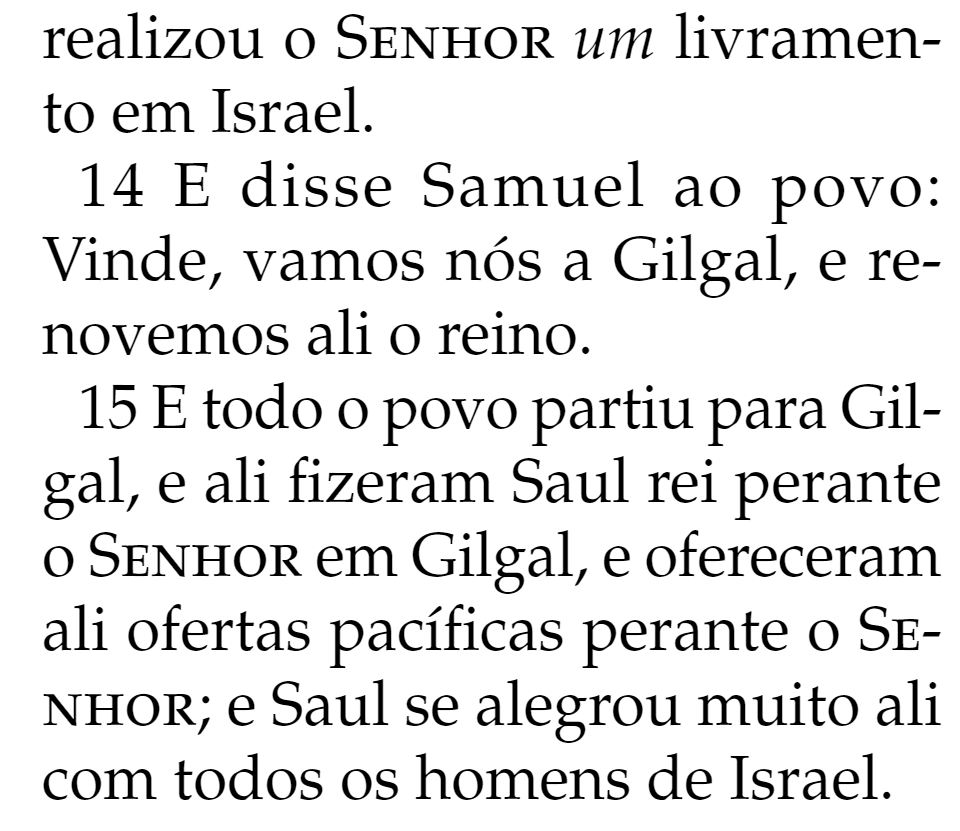 realizou o SENHOR um livramen-
to em Israel.
14 E disse Samuel ao povo:
Vinde, vamos nós a Gilgal, e re-
novemos ali o reino.
15 E todo o povo partiu para Gil-
gal, e ali fizeram Saul rei perante
o SENHOR em Gilgal, e ofereceram
ali ofertas pacíficas perante o SE-
NHOR; e Saul se alegrou muito ali
com todos os homens de Israel.